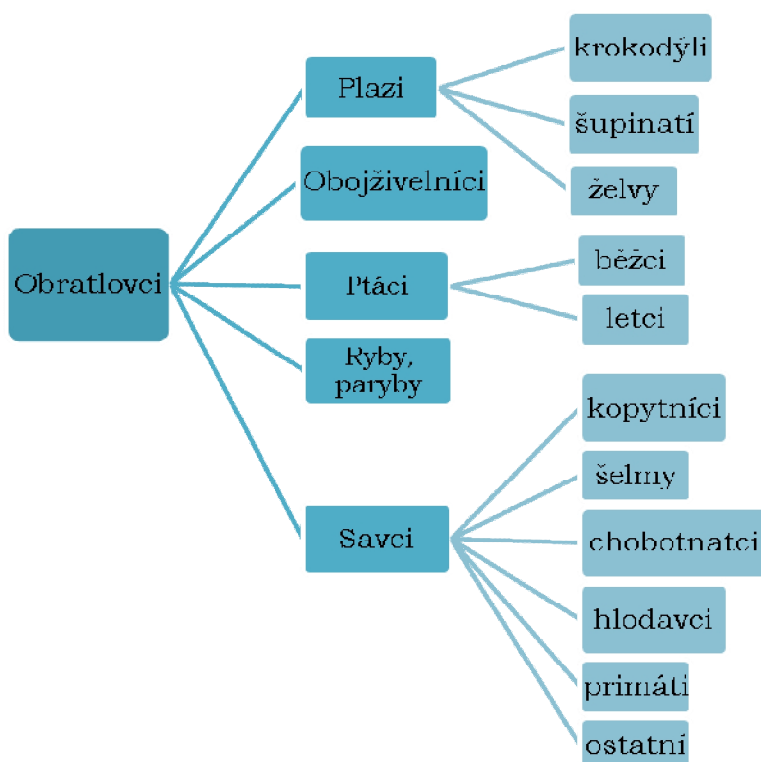 Obratlovci
Plazi
krokodýli
šupinatí
želvy
Obojživelníci
Ptáci
běžci
letci
Ryby,
paryby
Savci
kopytníci
šelmy
chobotnatci
hlodavci
primáti
ostatní